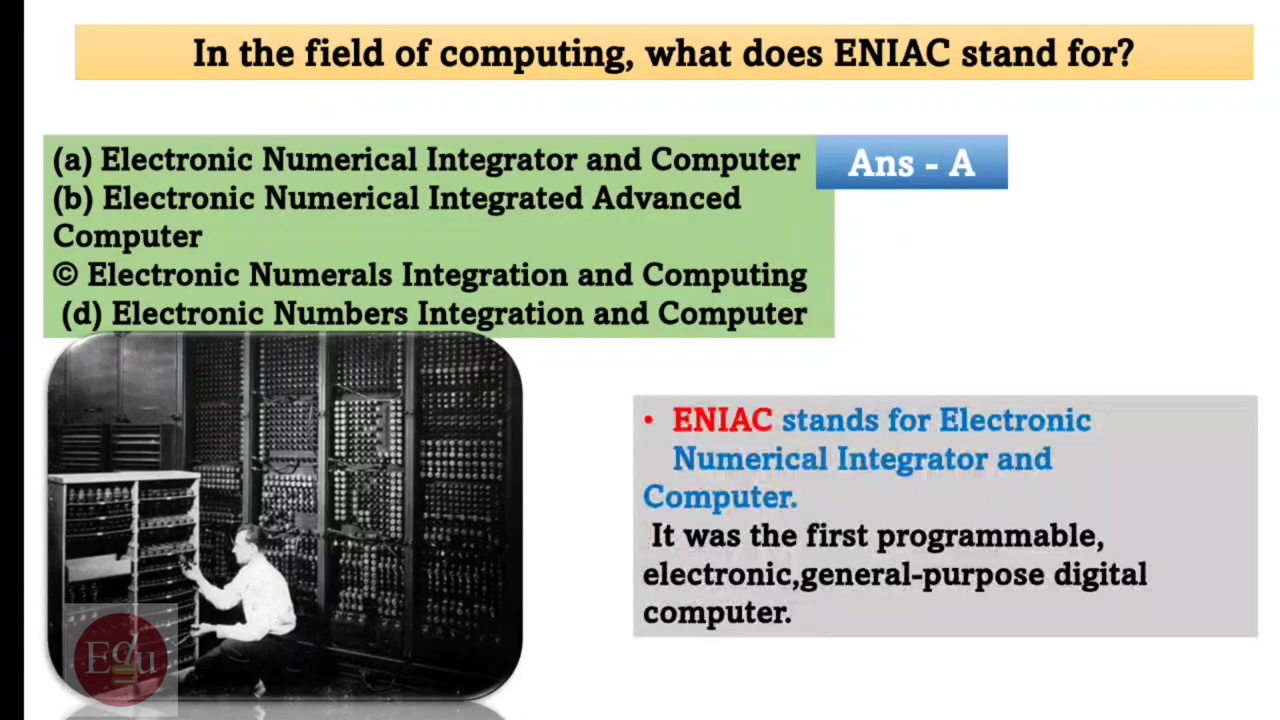 In the field of computing, what does ENIAC stand for?
(a) Electronic Numerical Integrator and Computer
Ans - A
(b) Electronic Numerical Integrated Advanced
Computer
© Electronic Numerals Integration and Computing
(d) Electronic Numbers Integration and Computer
• ENIAC stands for Electronic
Numerical Integrator and
Computer.
It was the first programmable,
electronic,general-purpose digital
computer.
Edu